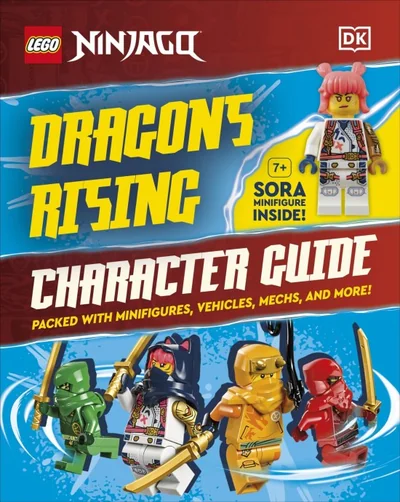 LEGO NINJAGO
DK
DRAGONS
RISING
7+
SORA
MINIFIGURE
INSIDE!
CHARACTER GUIDE
PACKED WITH MINIFIGURES, VEHICLES, MECHS, AND MORE!